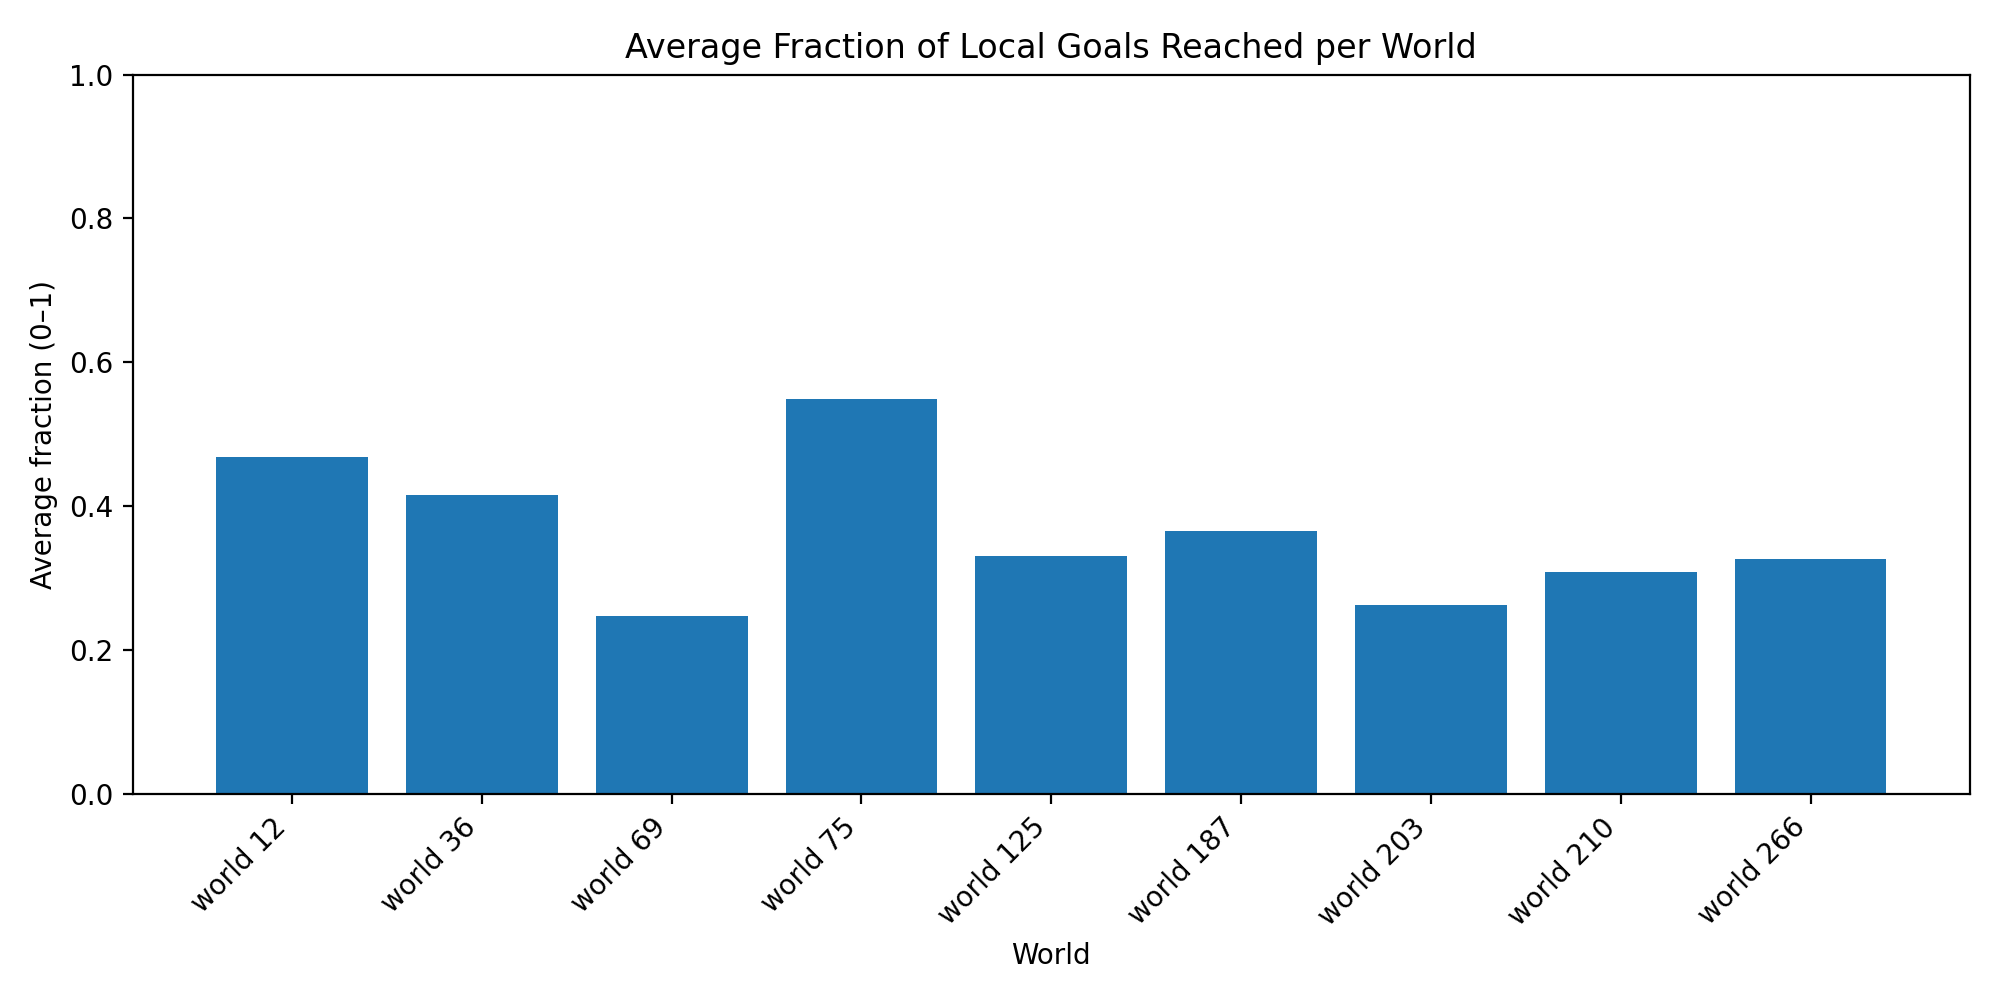 Average Fraction of Local Goals Reached per World
Average fraction (0–1)
1.0
0.8
0.6
0.4
0.2
0.0
world 12
world 36
world 69
world 75
world 125
world 187
world 203
world 210
world 266
World